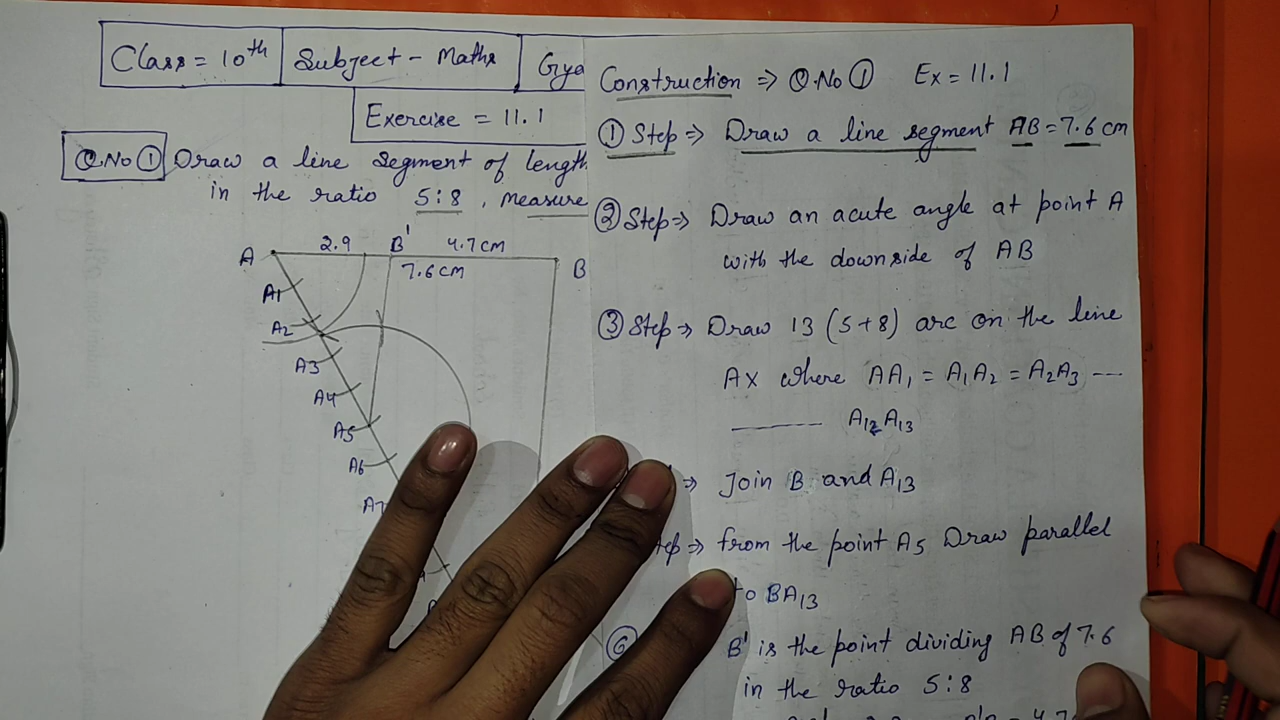 Class = 10th
Subject - Maths
Gya
Exercise = 11.1
Q.No ① Draw a line segment of length
in the ratio 5:8, measure
A 2.9 B' 4.7 cm
7.6 cm
B
A1
A2
A3
A4
A5
A6
A7
Construction ⇒ Q.No ① Ex = 11.1
① Step ⇒ Draw a line segment AB = 7.6 cm
② Step ⇒ Draw an acute angle at point A
with the downside of AB
③ Step ⇒ Draw 13 (5+8) arc on the line
AX where AA1 = A1A2 = A2A3 ----
A12A13
⇒ Join B and A13
⇒ from the point A5 Draw parallel
to BA13
⑥ B' is the point dividing AB of 7.6
in the ratio 5:8